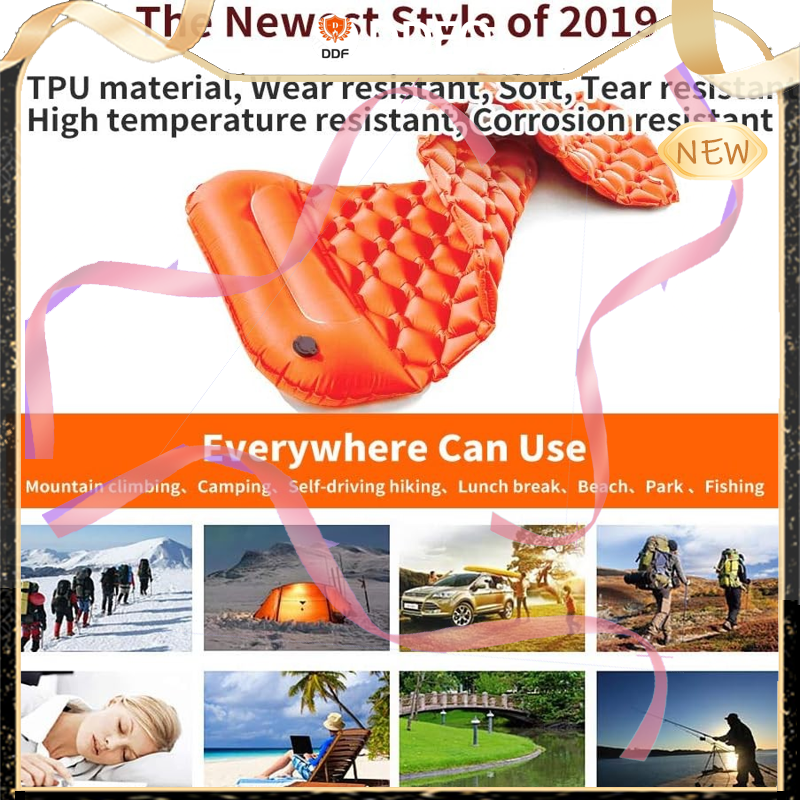 The Newest Style of 2019
DDF
TPU material, Wear resistant, Soft, Tear resistant
High temperature resistant, Corrosion resistant
NEW
Everywhere Can Use
Mountain climbing、Camping、Self-driving hiking、Lunch break、Beach、Park 、Fishing